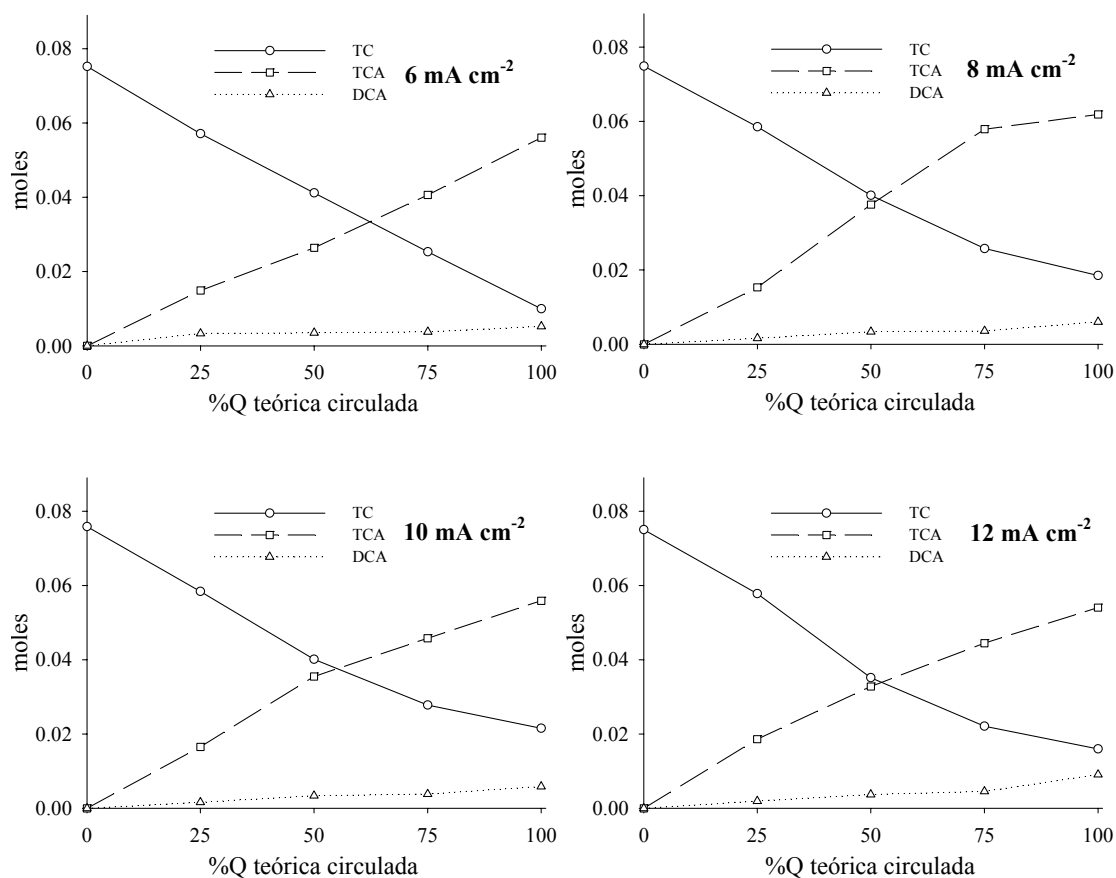 0.08
0.06
0.04
0.02
0.00
moles
TC
TCA
DCA
6 mA cm⁻²
0 25 50 75 100
%Q teórica circulada
0.08
0.06
0.04
0.02
0.00
moles
TC
TCA
DCA
8 mA cm⁻²
0 25 50 75 100
%Q teórica circulada
0.08
0.06
0.04
0.02
0.00
moles
TC
TCA
DCA
10 mA cm⁻²
0 25 50 75 100
%Q teórica circulada
0.08
0.06
0.04
0.02
0.00
moles
TC
TCA
DCA
12 mA cm⁻²
0 25 50 75 100
%Q teórica circulada